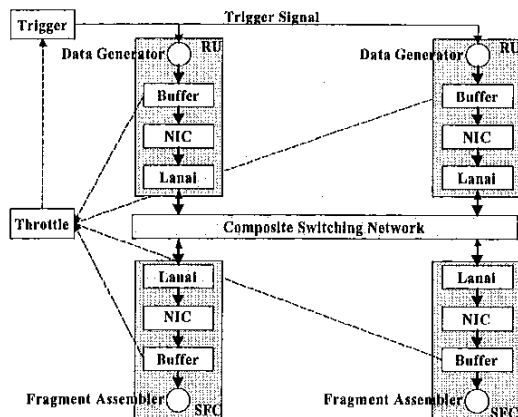 Trigger
Trigger Signal
Data Generator
RU
Data Generator
RU
Buffer
Buffer
NIC
NIC
Lanai
Lanai
Throttle
Composite Switching Network
Lanai
Lanai
NIC
NIC
Buffer
Buffer
Fragment Assembler
SFC
Fragment Assembler
SFC